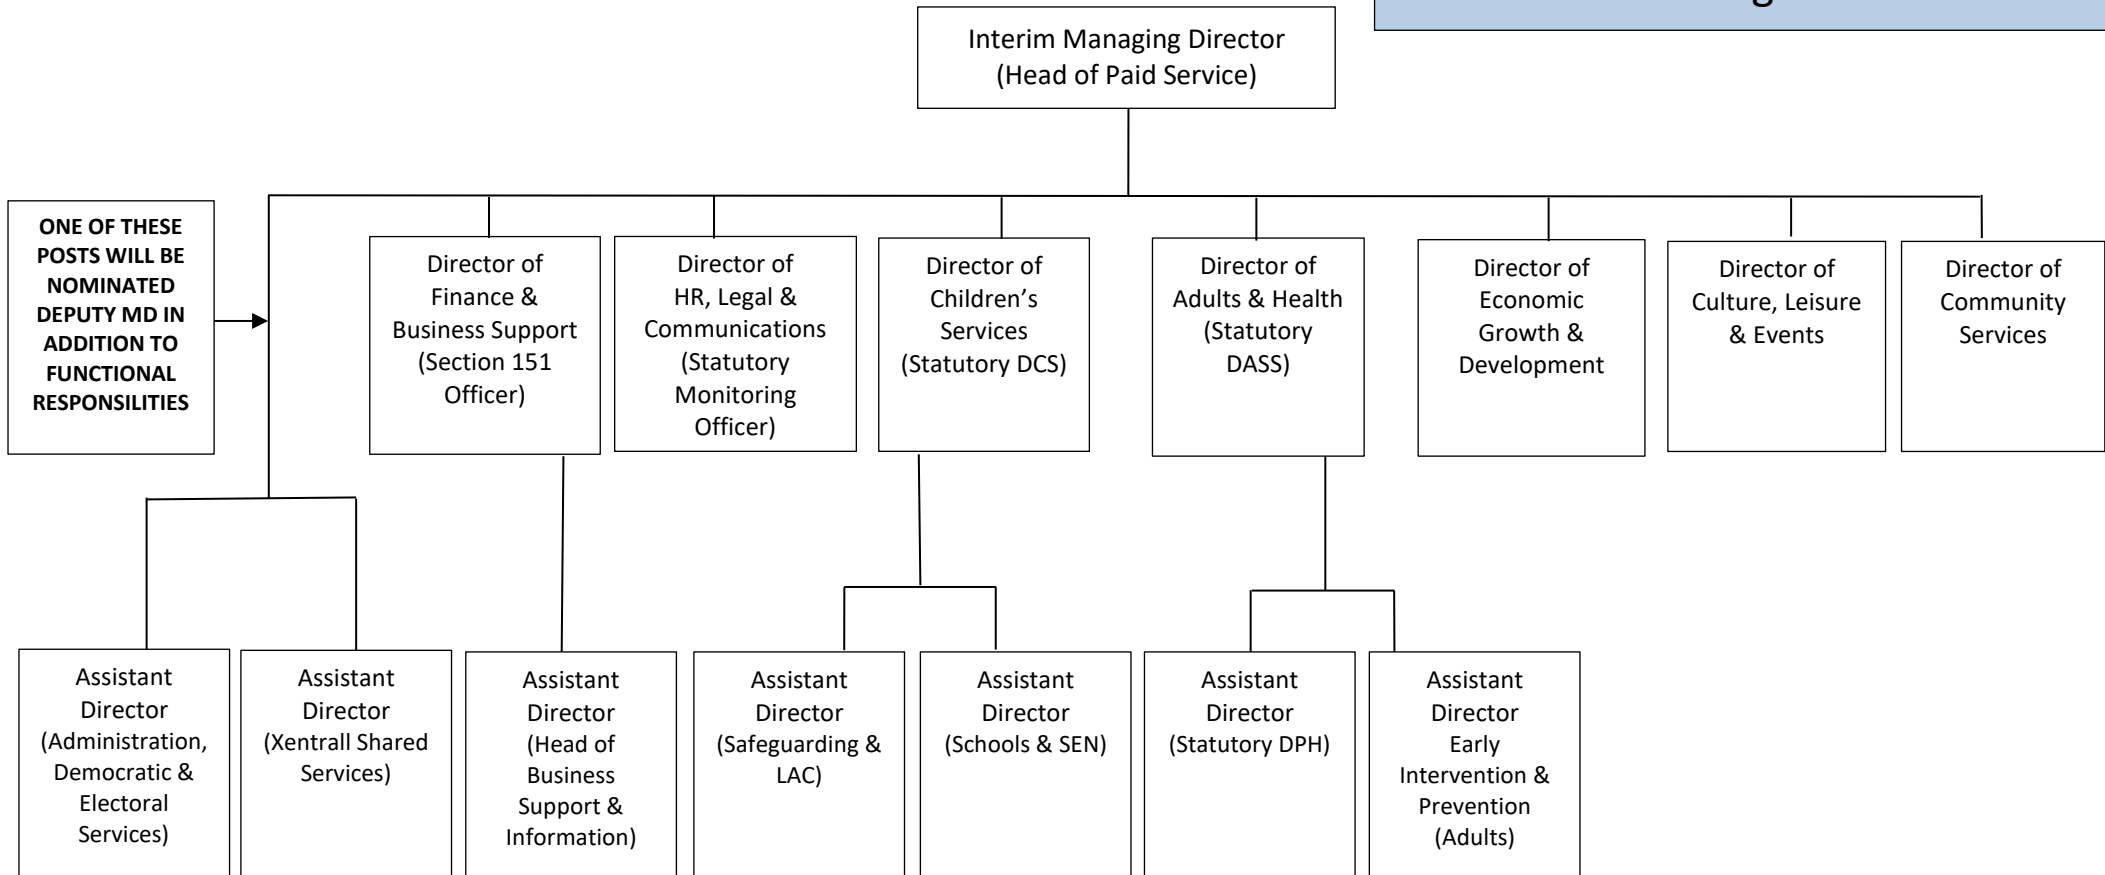 Interim Managing Director
(Head of Paid Service)
ONE OF THESE
POSTS WILL BE
NOMINATED
DEPUTY MD IN
ADDITION TO
FUNCTIONAL
RESPONSILITIES
Director of
Finance &
Business Support
(Section 151
Officer)
Director of
HR, Legal &
Communications
(Statutory
Monitoring
Officer)
Director of
Children’s
Services
(Statutory DCS)
Director of
Adults & Health
(Statutory
DASS)
Director of
Economic
Growth &
Development
Director of
Culture, Leisure
& Events
Director of
Community
Services
Assistant
Director
(Administration,
Democratic &
Electoral
Services)
Assistant
Director
(Xentrall Shared
Services)
Assistant
Director
(Head of
Business
Support &
Information)
Assistant
Director
(Safeguarding &
LAC)
Assistant
Director
(Schools & SEN)
Assistant
Director
(Statutory DPH)
Assistant
Director
Early
Intervention &
Prevention
(Adults)